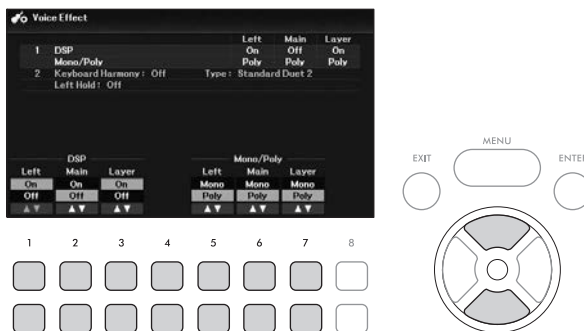 Voice Effect
Left Main Layer
1 DSP On Off On
Mono/Poly Poly Poly Poly
2 Keyboard Harmony : Off Type : Standard Duet 2
Left Hold : Off
DSP Mono/Poly
Left Main Layer Left Main Layer
On On On Mono Mono Mono
Off Off Off Poly Poly Poly
▲▼ ▲▼ ▲▼ ▲▼ ▲▼ ▲▼
1 2 3 4 5 6 7 8
MENU
EXIT ENTER